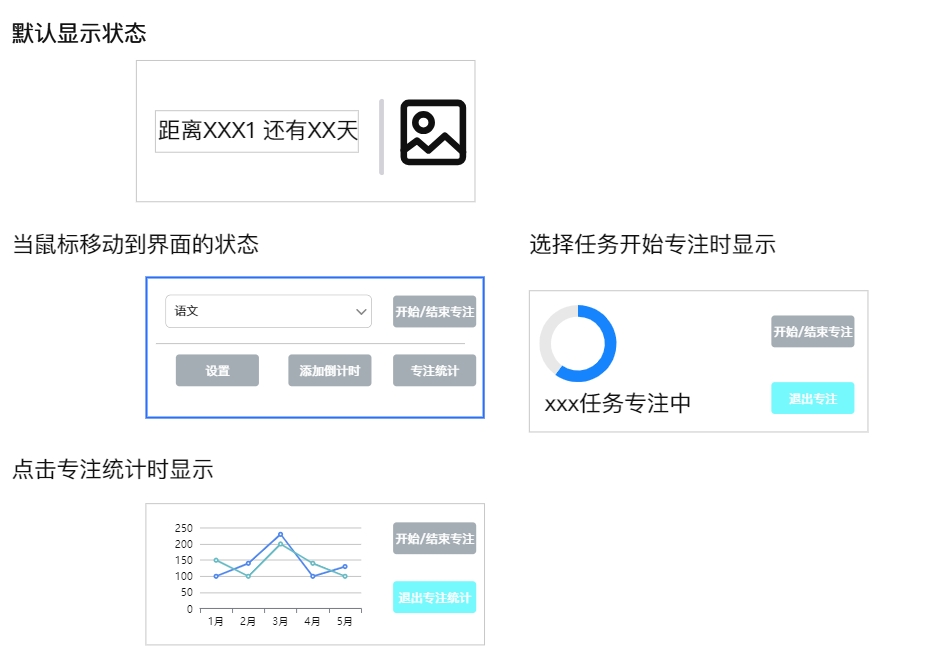 默认显示状态
距离XXX1 还有XX天
当鼠标移动到界面的状态
选择任务开始专注时显示
语文
开始/结束专注
设置
添加倒计时
专注统计
开始/结束专注
退出专注
xxx任务专注中
点击专注统计时显示
250
200
150
100
50
0
1月 2月 3月 4月 5月
开始/结束专注
退出专注统计